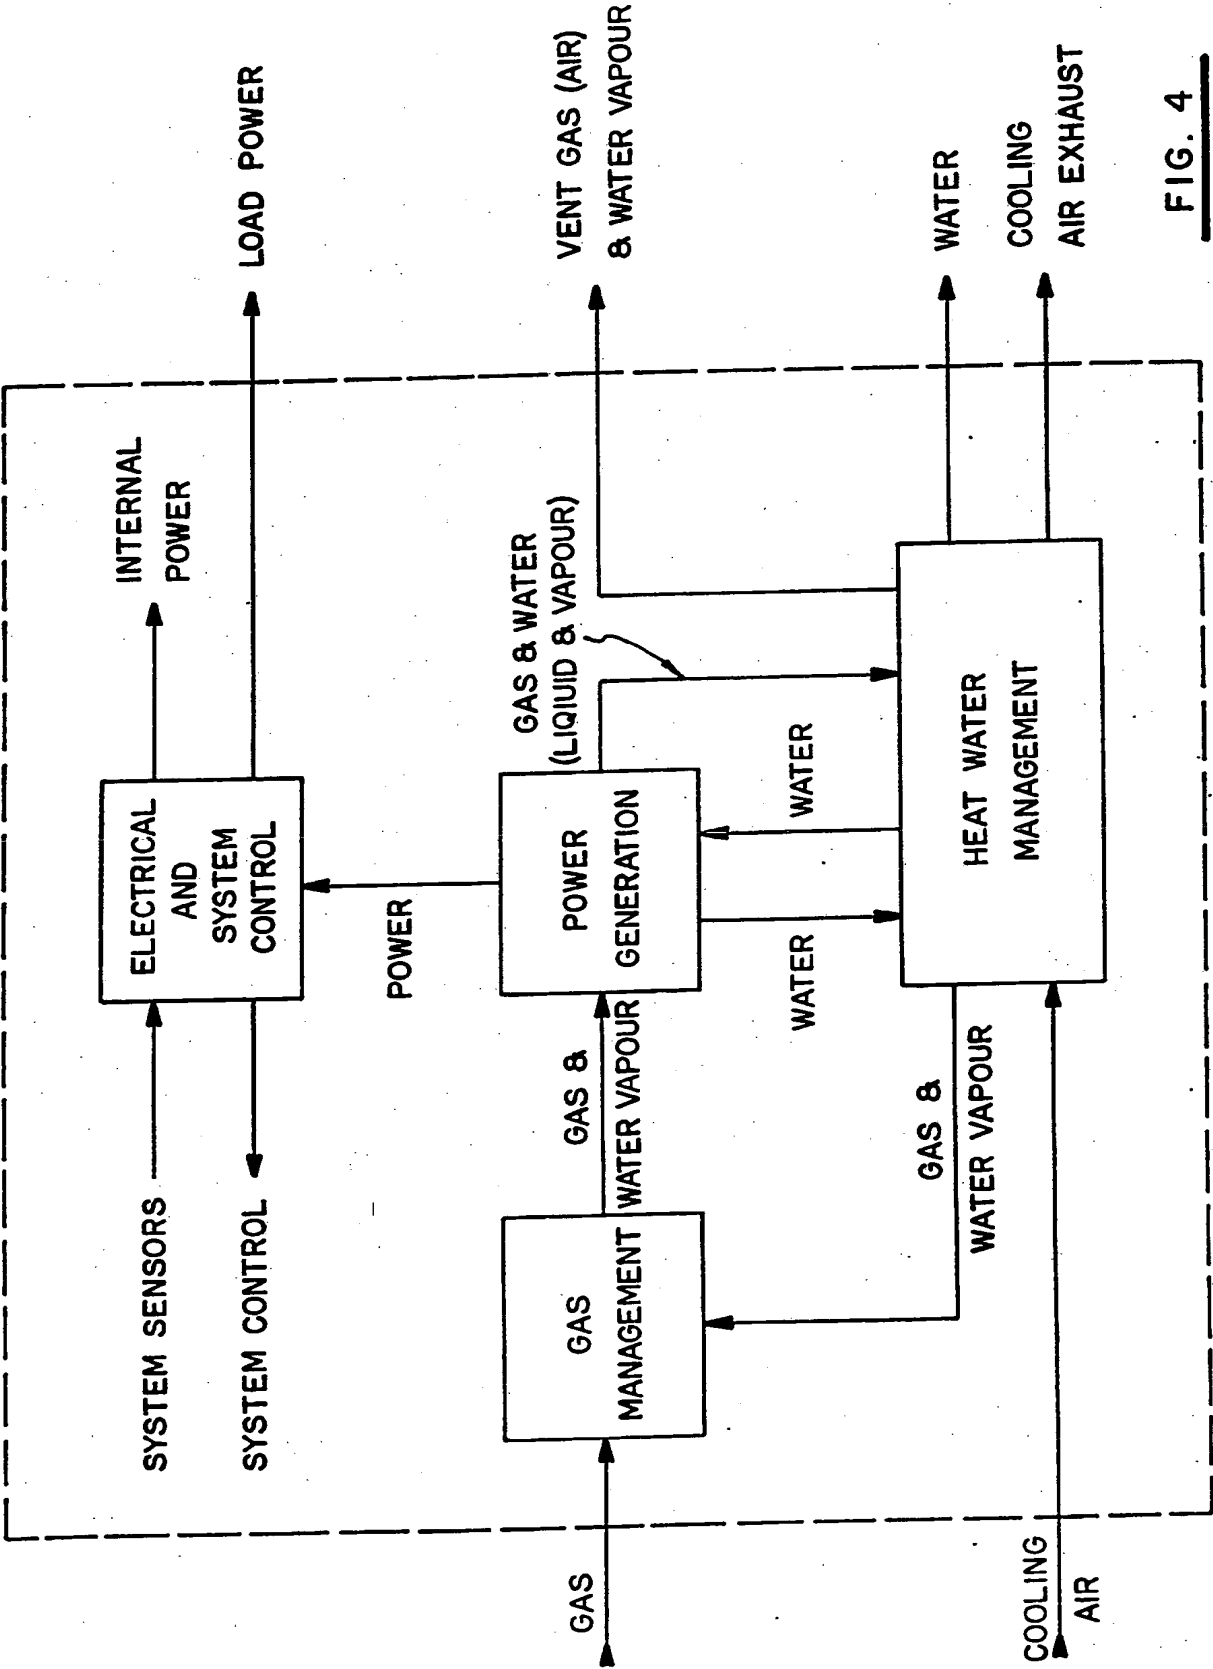 SYSTEM SENSORS
SYSTEM CONTROL
ELECTRICAL
AND
SYSTEM
CONTROL
INTERNAL
POWER
LOAD POWER
POWER
GAS
GAS
MANAGEMENT
GAS &
WATER VAPOUR
POWER
GENERATION
GAS & WATER
(LIQIUD & VAPOUR)
VENT GAS (AIR)
& WATER VAPOUR
WATER
WATER
GAS &
WATER VAPOUR
HEAT WATER
MANAGEMENT
WATER
COOLING
AIR EXHAUST
COOLING
AIR
FIG. 4